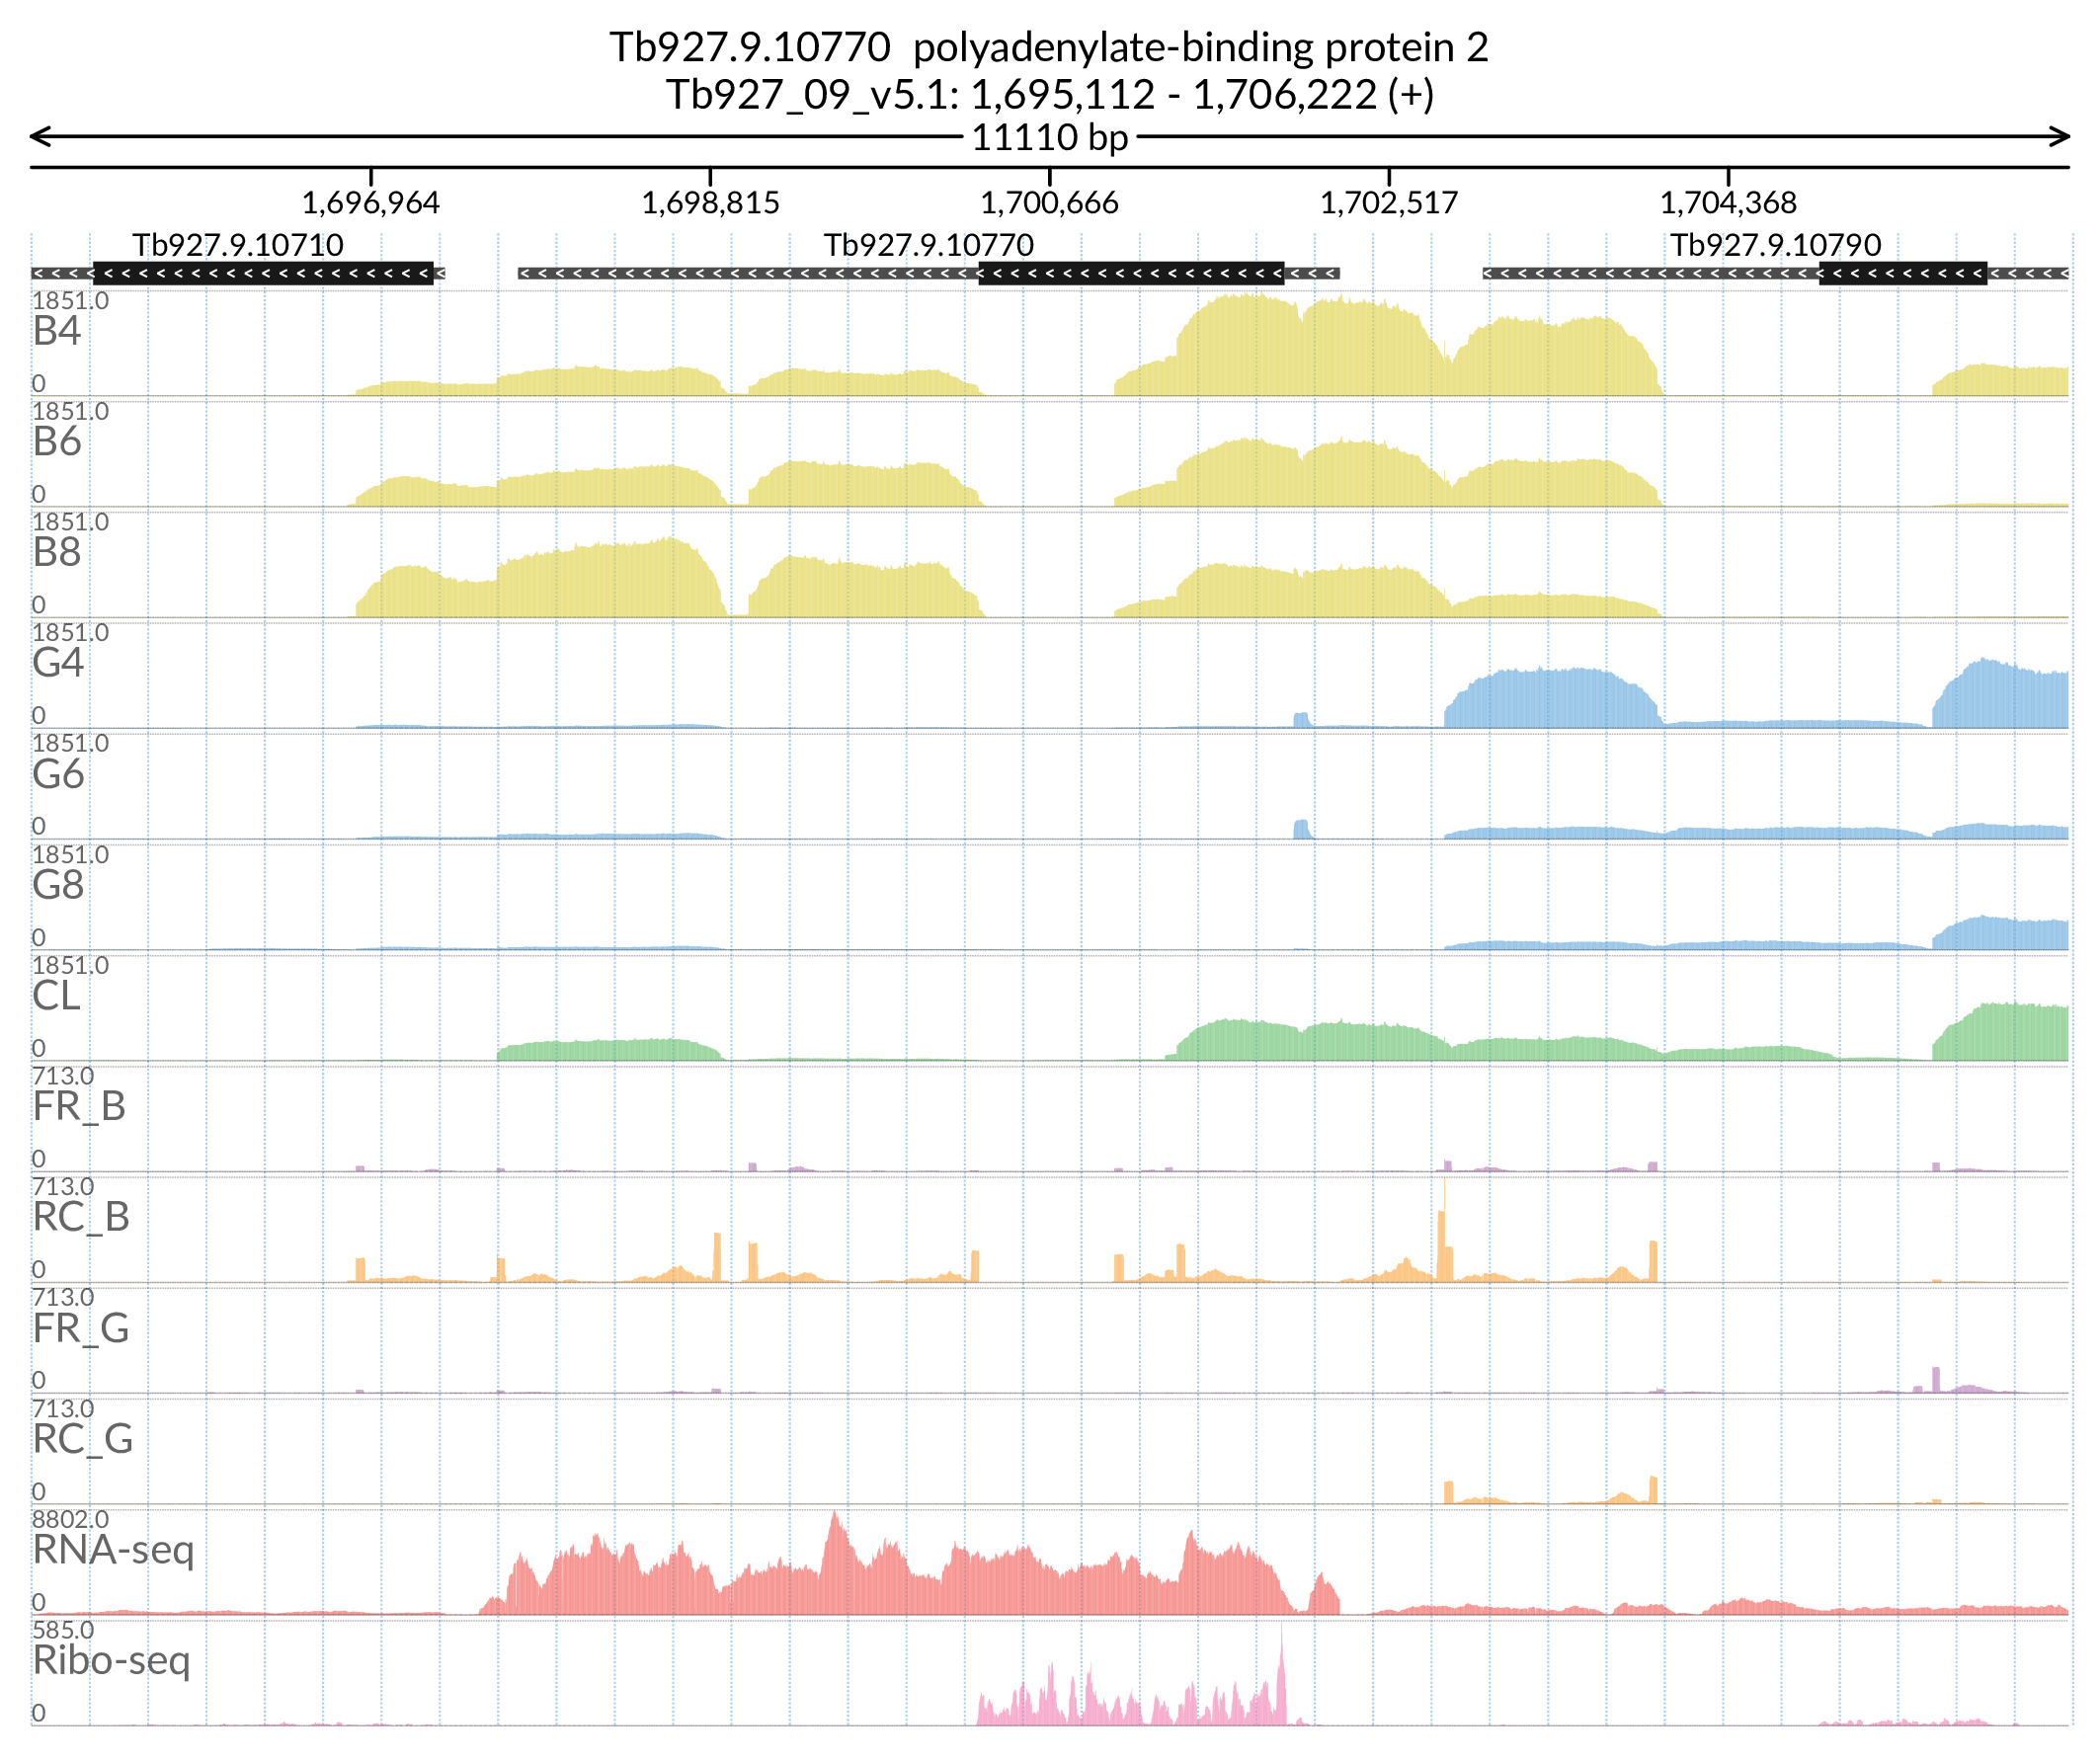 Tb927.9.10770 polyadenylate-binding protein 2
Tb927_09_v5.1: 1,695,112 - 1,706,222 (+)
11110 bp
1,696,964 1,698,815 1,700,666 1,702,517 1,704,368
Tb927.9.10710 Tb927.9.10770 Tb927.9.10790
1851.0
B4
0
1851.0
B6
0
1851.0
B8
0
1851.0
G4
0
1851.0
G6
0
1851.0
G8
0
1851.0
CL
0
713.0
FR_B
0
713.0
RC_B
0
713.0
FR_G
0
713.0
RC_G
0
8802.0
RNA-seq
0
585.0
Ribo-seq
0